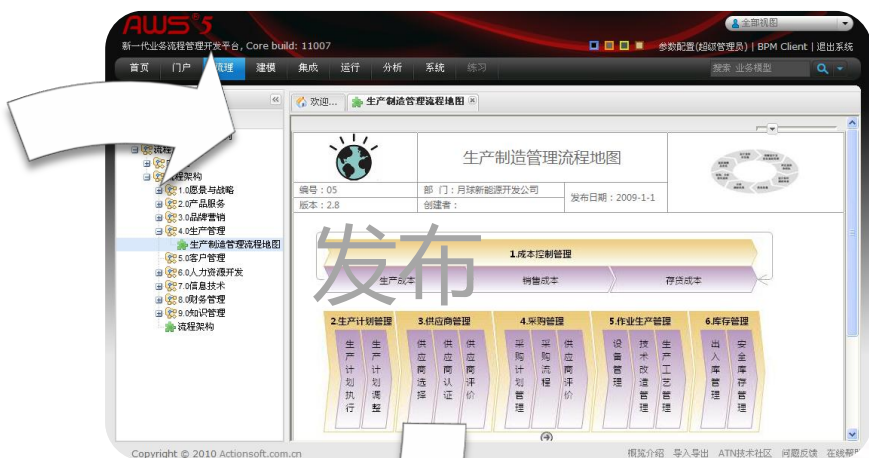 AWS®5
全部视图
新一代业务流程管理开发平台, Core build: 11007
参数配置(超级管理员) | BPM Client | 退出系统
首页 门户 流程 建模 集成 运行 分析 系统 练习
搜索 业务模型
欢迎... 生产制造管理流程地图
流程架构
1.0愿景与战略
2.0产品服务
3.0品牌营销
4.0生产管理
生产制造管理流程地图
5.0客户管理
6.0人力资源开发
7.0信息技术
8.0财务管理
9.0知识管理
流程架构
生产制造管理流程地图
编号：05
部 门：月球新能源开发公司
发布日期：2009-1-1
版本：2.8
创建者：
发布
1.成本控制管理
生产成本
销售成本
存货成本
2.生产计划管理
生产计划执行
生产计划调整
3.供应商管理
供应商选择
供应商认证
供应商评价
4.采购管理
采购计划管理
采购流程
供应商评价
5.作业生产管理
设备管理
技术改造管理
生产工艺管理
6.库存管理
出入库管理
安全库存管理
Copyright © 2010 Actionsoft.com.cn
概览介绍 导入导出 ATN技术社区 问题反馈 在线帮助